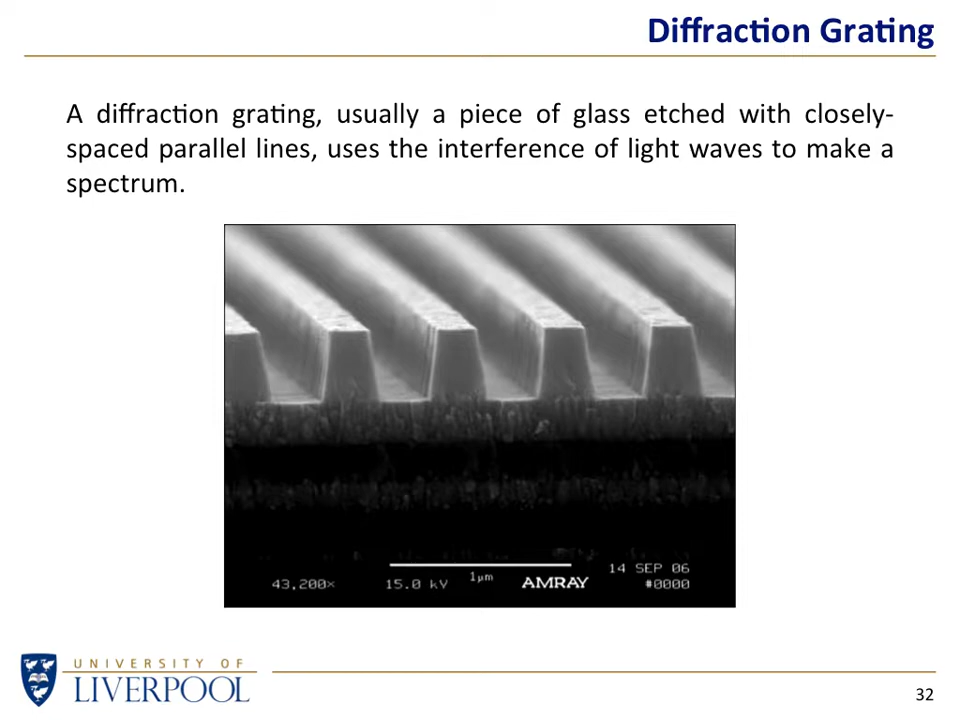 Diffraction Grating
A diffraction grating, usually a piece of glass etched with closely-
spaced parallel lines, uses the interference of light waves to make a
spectrum.
14 SEP 06
43,200× 15.0 kV 1μm AMRAY #0000
UNIVERSITY OF
LIVERPOOL
32